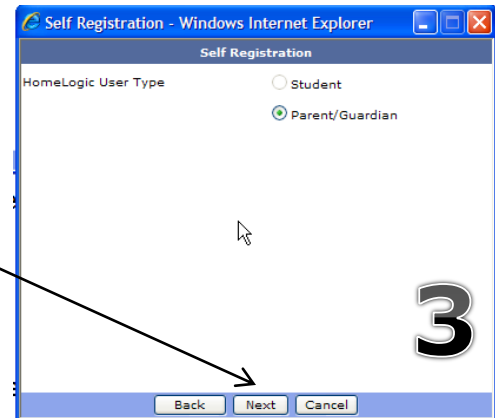 Self Registration - Windows Internet Explorer
Self Registration
HomeLogic User Type
Student
Parent/Guardian
3
Back Next Cancel